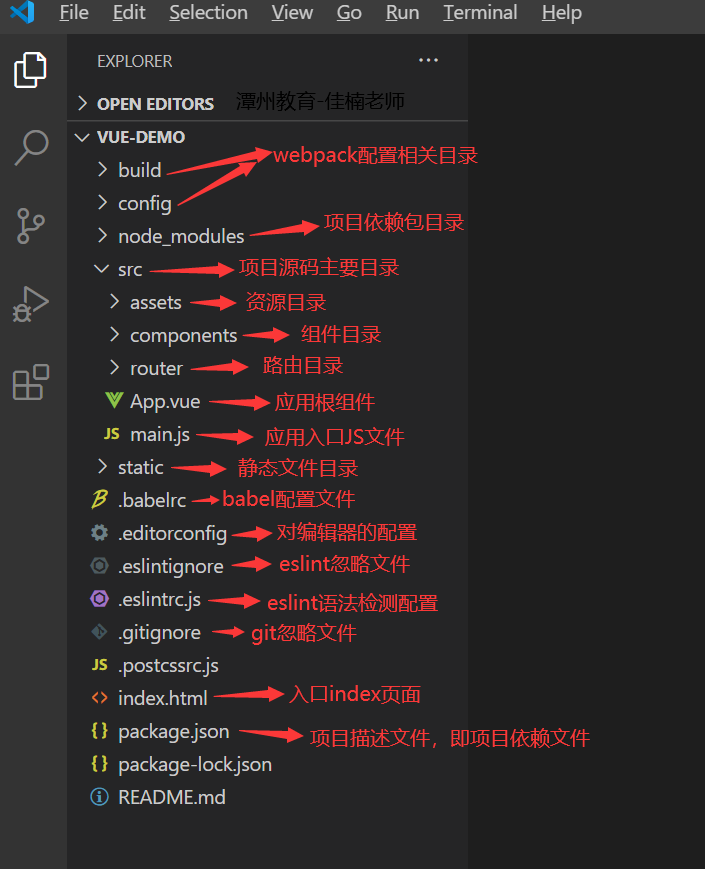 File Edit Selection View Go Run Terminal Help
EXPLORER ...
OPEN EDITORS 潭州教育-佳楠老师
VUE-DEMO
build webpack配置相关目录
config
node_modules 项目依赖包目录
src 项目源码主要目录
assets 资源目录
components 组件目录
router 路由目录
App.vue 应用根组件
JS main.js 应用入口JS文件
static 静态文件目录
.babelrc babel配置文件
.editorconfig 对编辑器的配置
.eslintignore eslint忽略文件
.eslintrc.js eslint语法检测配置
.gitignore git忽略文件
JS .postcssrc.js
<> index.html 入口index页面
{} package.json 项目描述文件，即项目依赖文件
{} package-lock.json
README.md